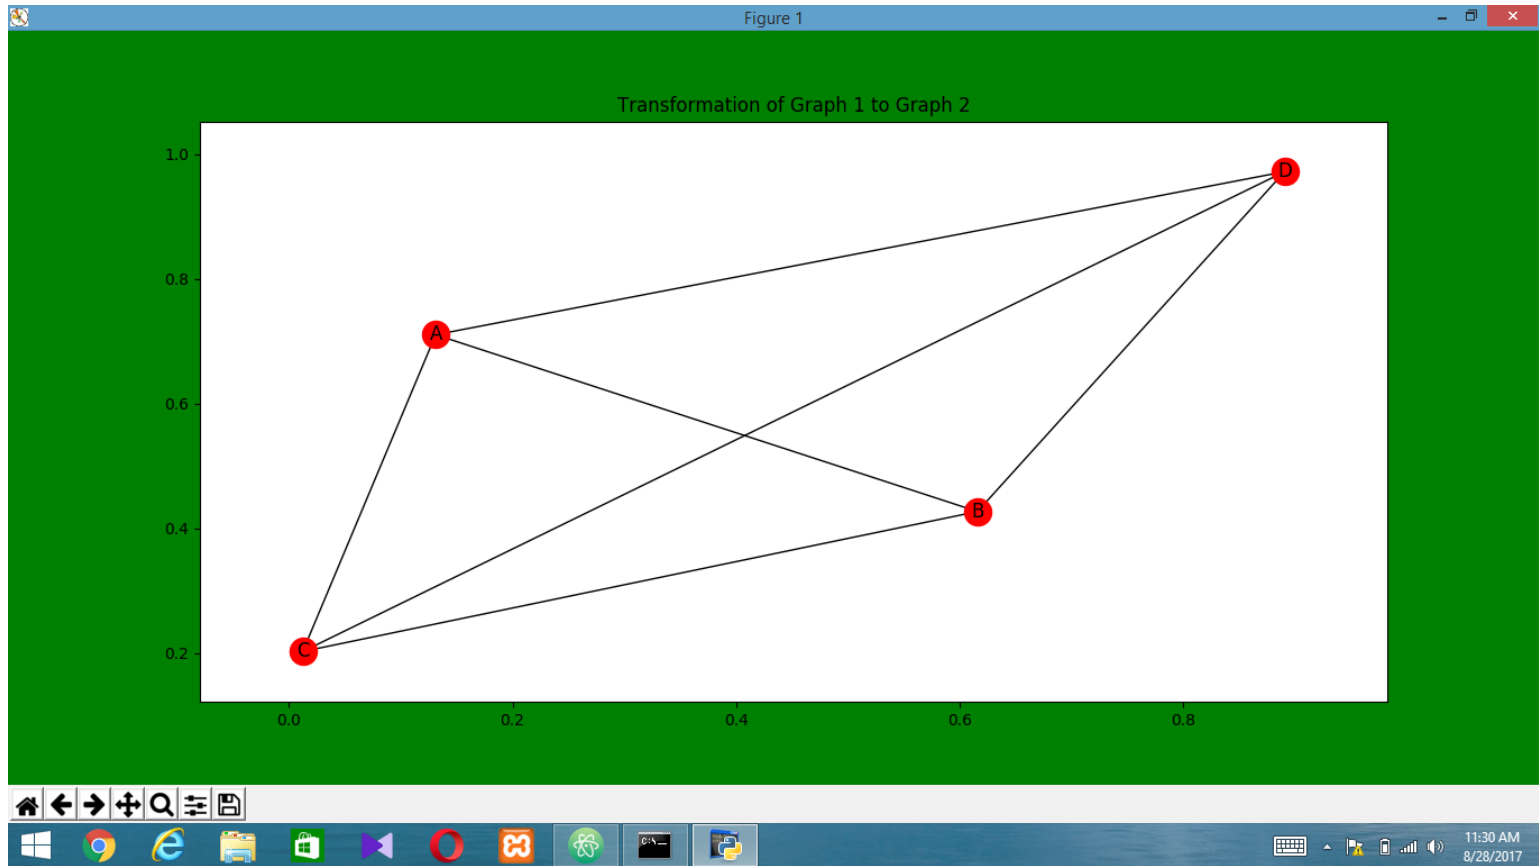 Figure 1
Transformation of Graph 1 to Graph 2
1.0
D
0.8
A
0.6
B
0.4
C
0.2
0.0 0.2 0.4 0.6 0.8
C:\_
11:30 AM
8/28/2017